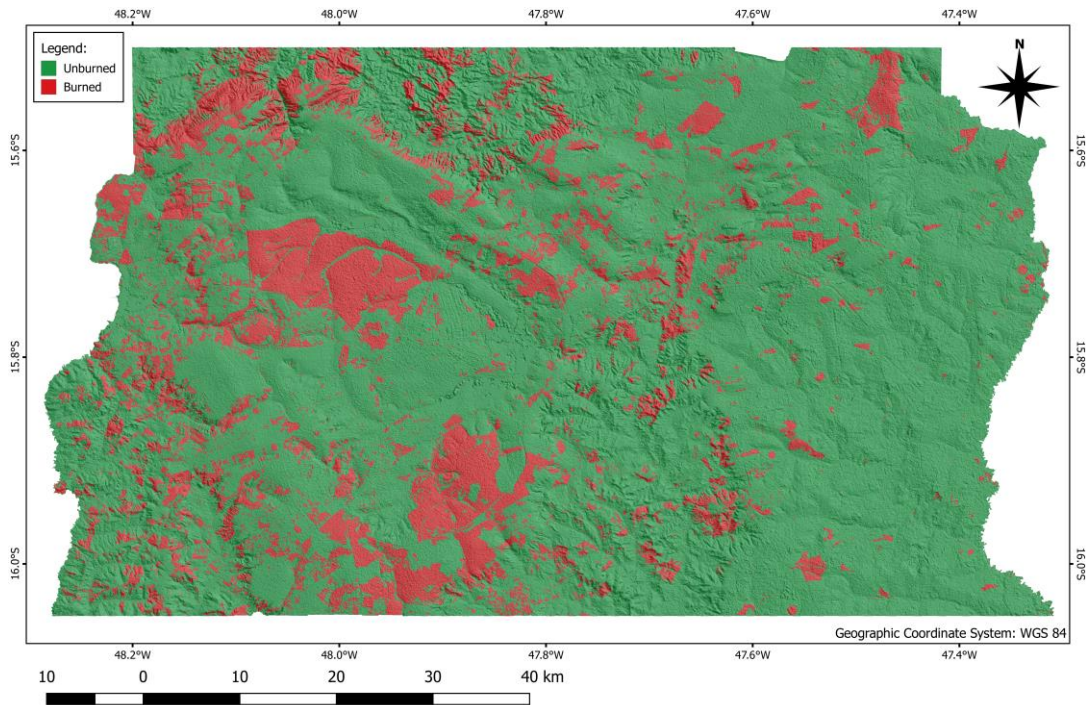 48.2°W 48.0°W 47.8°W 47.6°W 47.4°W
Legend:
Unburned
Burned
N
15.6°S 15.6°S
15.8°S 15.8°S
16.0°S 16.0°S
Geographic Coordinate System: WGS 84
48.2°W 48.0°W 47.8°W 47.6°W 47.4°W
10 0 10 20 30 40 km